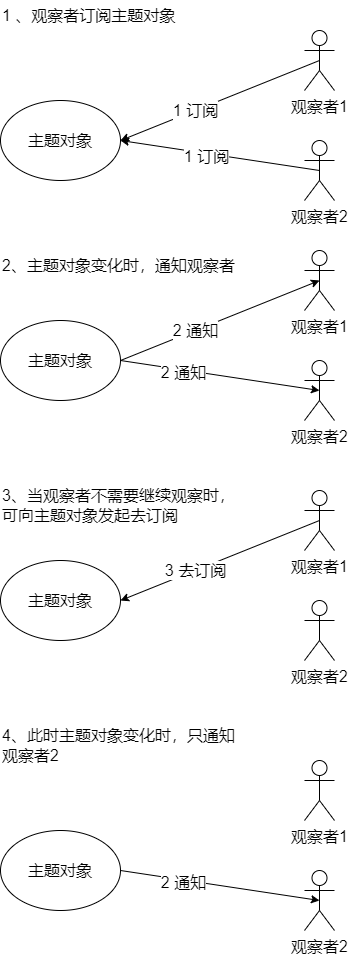 1 、观察者订阅主题对象
观察者1
1 订阅
主题对象
1 订阅
观察者2
2、主题对象变化时，通知观察者
观察者1
2 通知
主题对象
2 通知
观察者2
3、当观察者不需要继续观察时，
可向主题对象发起去订阅
观察者1
3 去订阅
主题对象
观察者2
4、此时主题对象变化时，只通知
观察者2
观察者1
主题对象
2 通知
观察者2